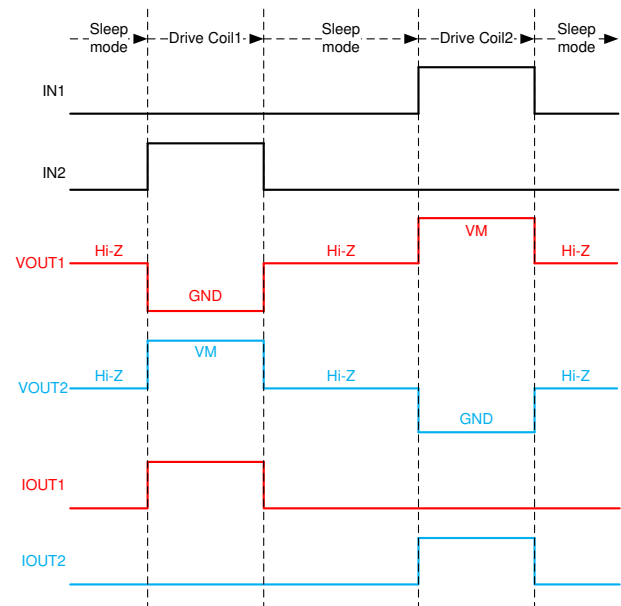 Sleep mode
Drive Coil1
Sleep mode
Drive Coil2
Sleep mode
IN1
IN2
VM
Hi-Z
Hi-Z
Hi-Z
VOUT1
GND
VM
Hi-Z
Hi-Z
Hi-Z
VOUT2
GND
IOUT1
IOUT2